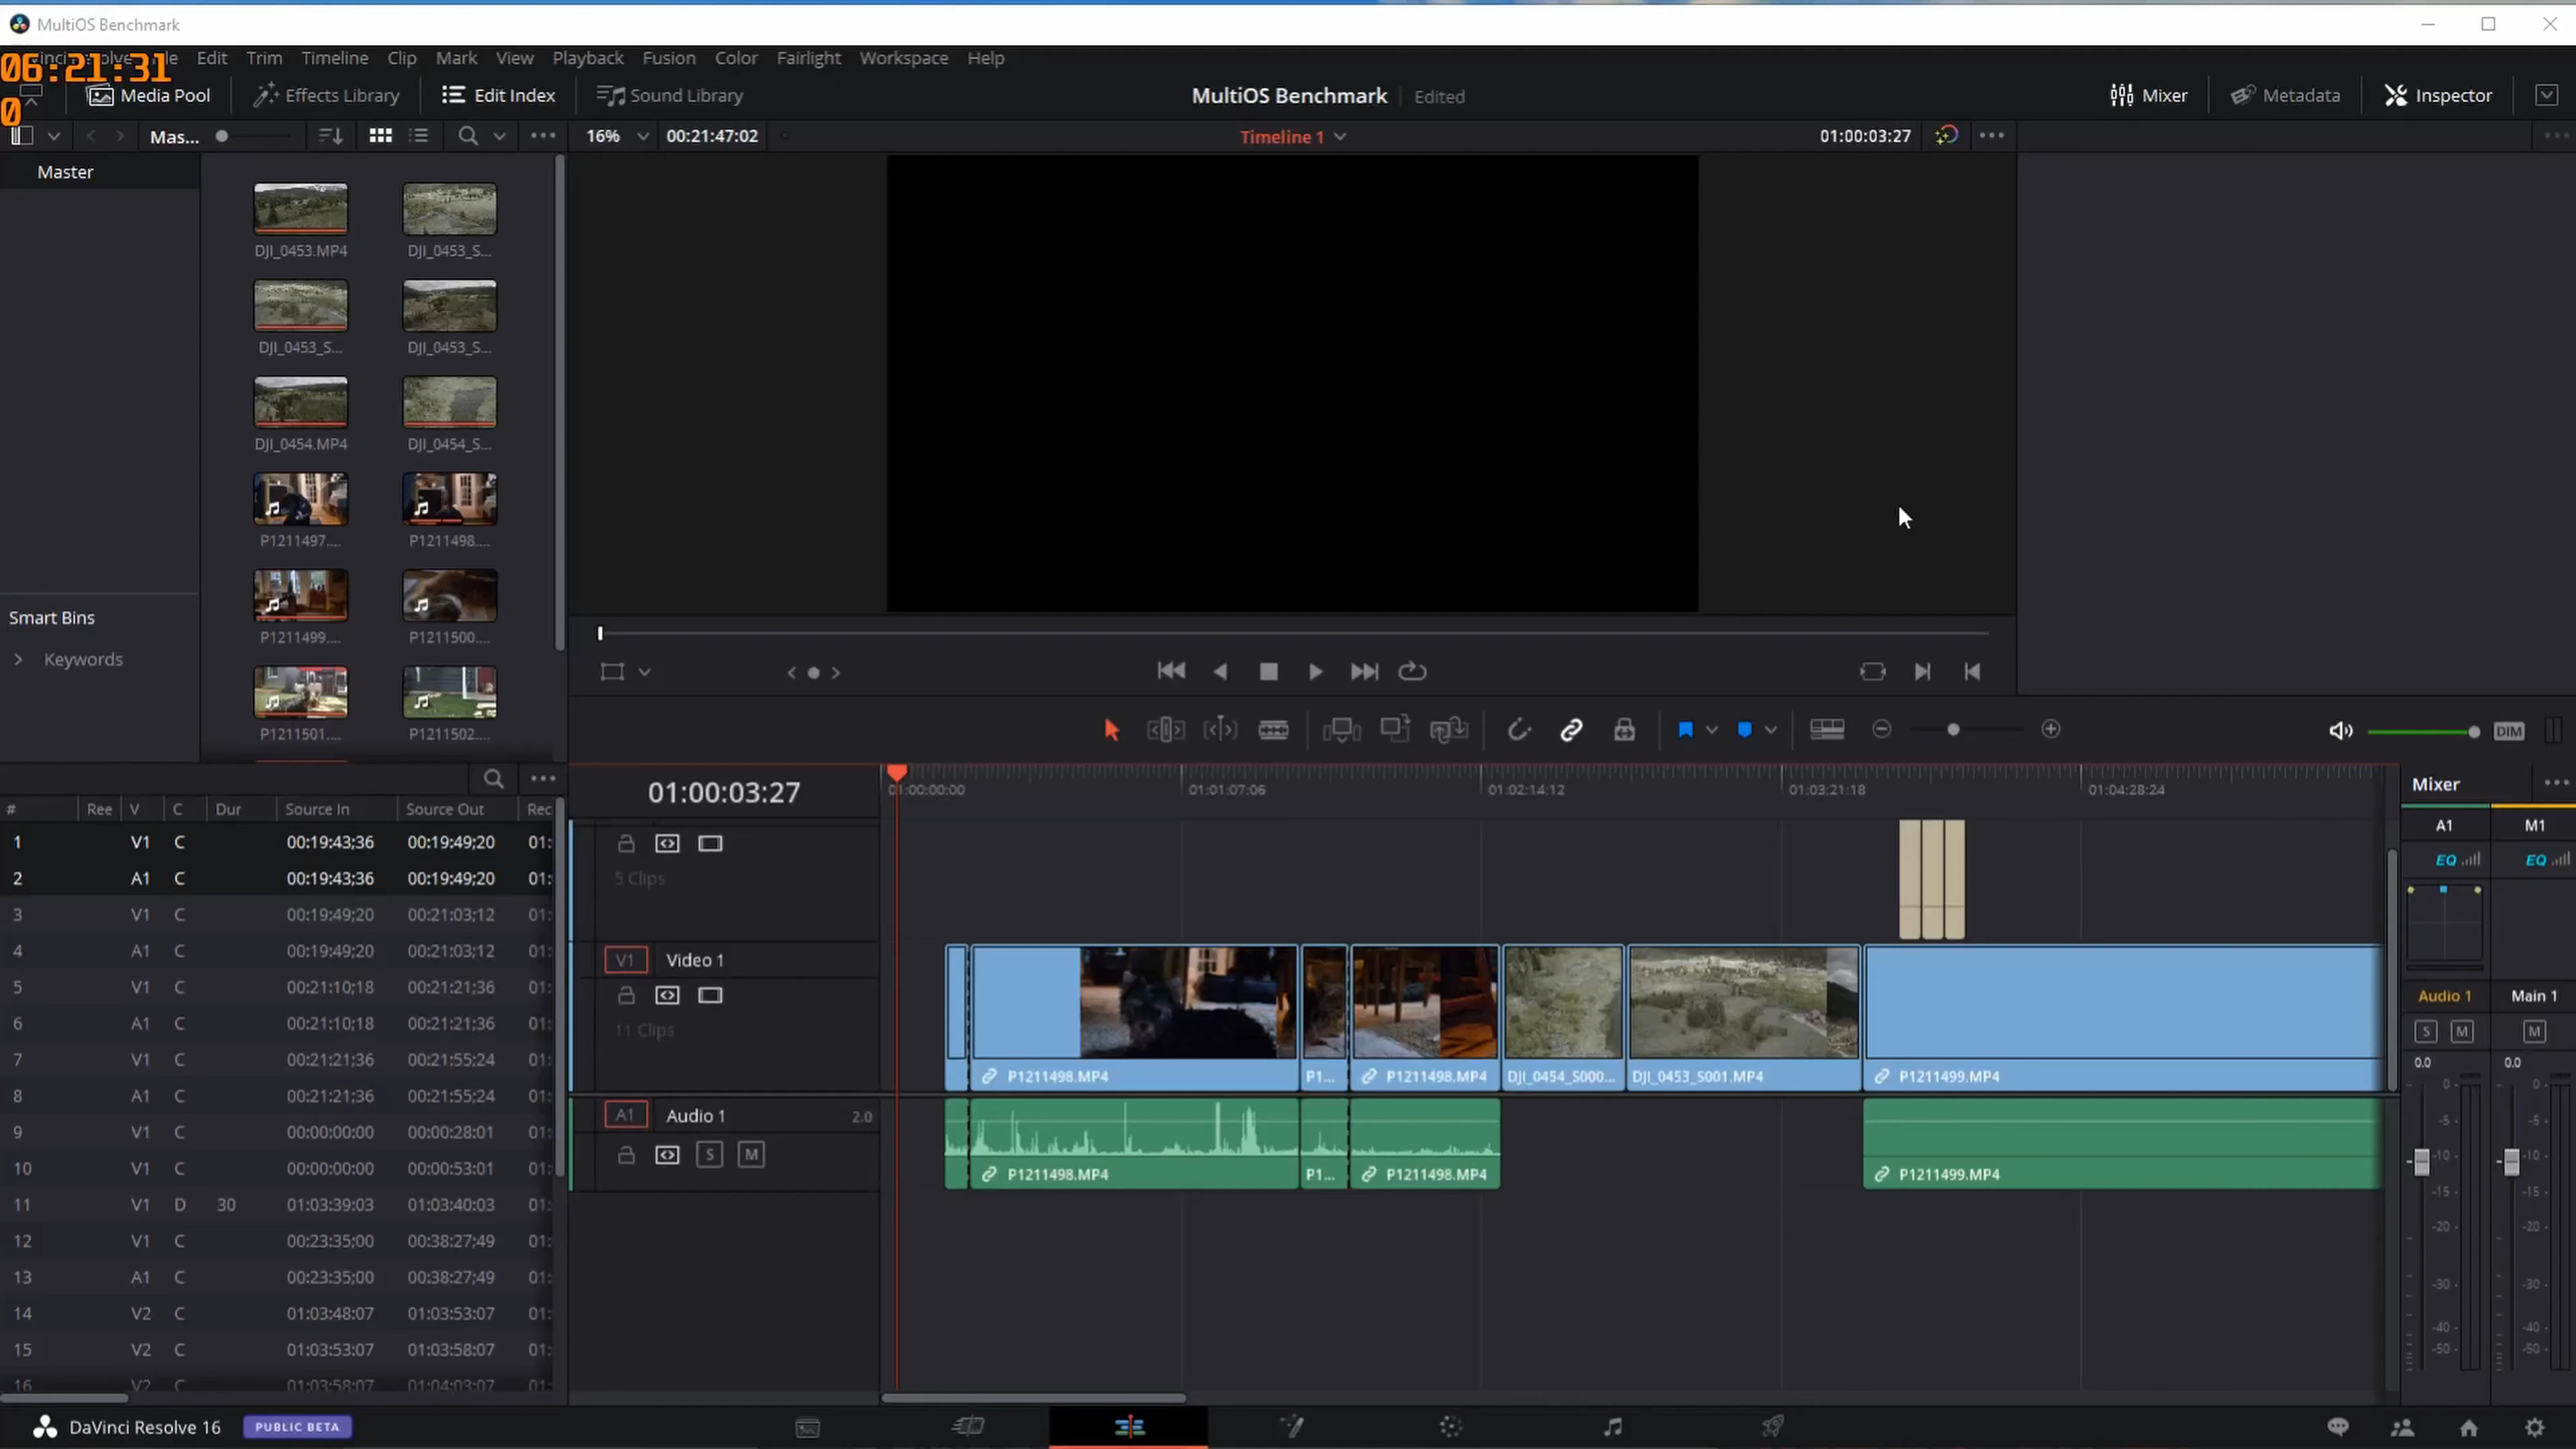 MultiOS Benchmark
Edit Trim Timeline Clip Mark View Playback Fusion Color Fairlight Workspace Help
06:21:31
0
Media Pool Effects Library Edit Index Sound Library MultiOS Benchmark Edited Mixer Metadata Inspector
Mas... 16% 00:21:47:02 Timeline 1 01:00:03:27
Master
DJI_0453.MP4 DJI_0453_S...
DJI_0453_S... DJI_0453_S...
DJI_0454.MP4 DJI_0454_S...
P1211497.... P1211498....
P1211499.... P1211500....
P1211501.... P1211502....
Smart Bins
Keywords
DIM
# Ree V C Dur Source In Source Out Rec
1 V1 C 00:19:43;36 00:19:49;20 01:
2 A1 C 00:19:43;36 00:19:49;20 01:
3 V1 C 00:19:49;20 00:21:03;12 01:
4 A1 C 00:19:49;20 00:21:03;12 01:
5 V1 C 00:21:10;18 00:21:21;36 01:
6 A1 C 00:21:10;18 00:21:21;36 01:
7 V1 C 00:21:21;36 00:21:55;24 01:
8 A1 C 00:21:21;36 00:21:55;24 01:
9 V1 C 00:00:00:00 00:00:28:01 01:
10 V1 C 00:00:00:00 00:00:53:01 01:
11 V1 D 30 01:03:39:03 01:03:40:03 01:
12 V1 C 00:23:35;00 00:38:27;49 01:
13 A1 C 00:23:35;00 00:38:27;49 01:
14 V2 C 01:03:48:07 01:03:53:07 01:
15 V2 C 01:03:53:07 01:03:58:07 01:
16 V2 C 01:03:58:07 01:04:03:07 01:
01:00:03:27
01:00:00:00 01:01:07:06 01:02:14:12 01:03:21:18 01:04:28:24
5 Clips
V1 Video 1
11 Clips
P1211498.MP4 P1... P1211498.MP4 DJI_0454_S000... DJI_0453_S001.MP4 P1211499.MP4
A1 Audio 1 2.0
S M
P1211498.MP4 P1... P1211498.MP4 P1211499.MP4
Mixer
A1 M1
EQ EQ
Audio 1 Main 1
S M M
0.0 0.0
0 0
-5 -5
-10 -10
-15 -15
-20 -20
-30 -30
-40 -40
-50 -50
DaVinci Resolve 16 PUBLIC BETA